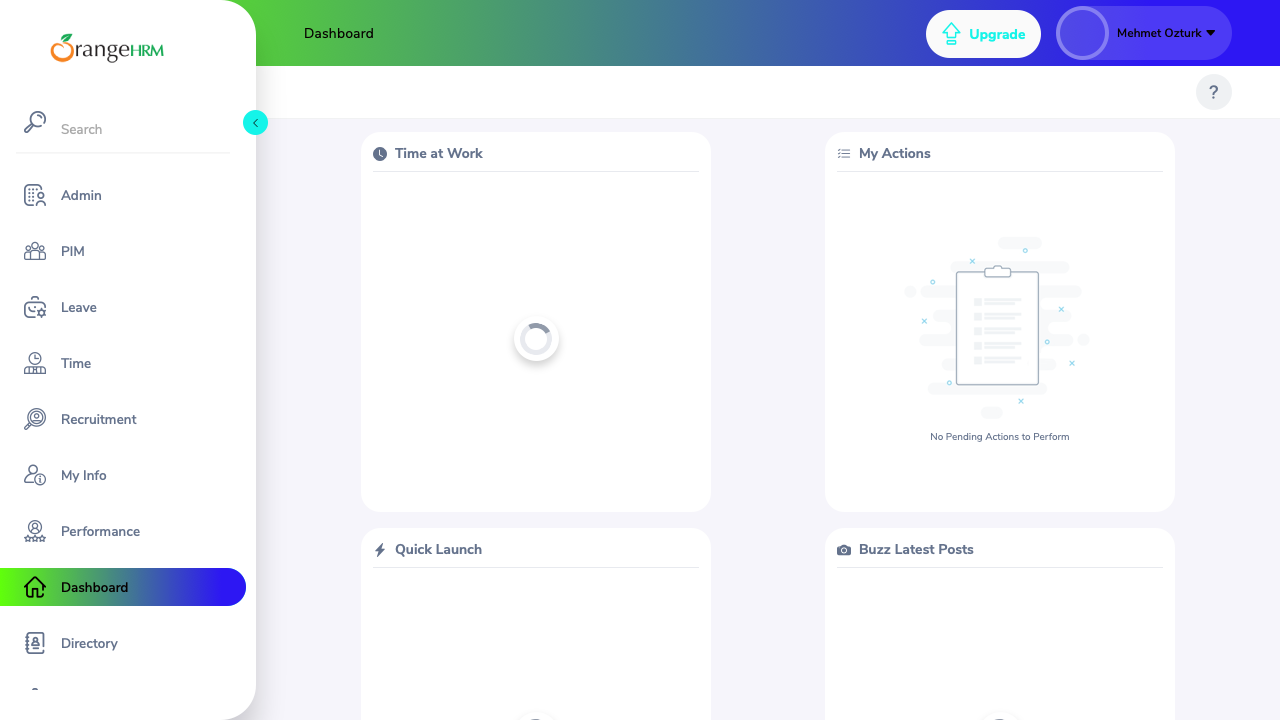 OrangeHRM
Search
Admin
PIM
Leave
Time
Recruitment
My Info
Performance
Dashboard
Directory
Dashboard
Upgrade
Mehmet Ozturk
?
Time at Work
My Actions
No Pending Actions to Perform
Quick Launch
Buzz Latest Posts